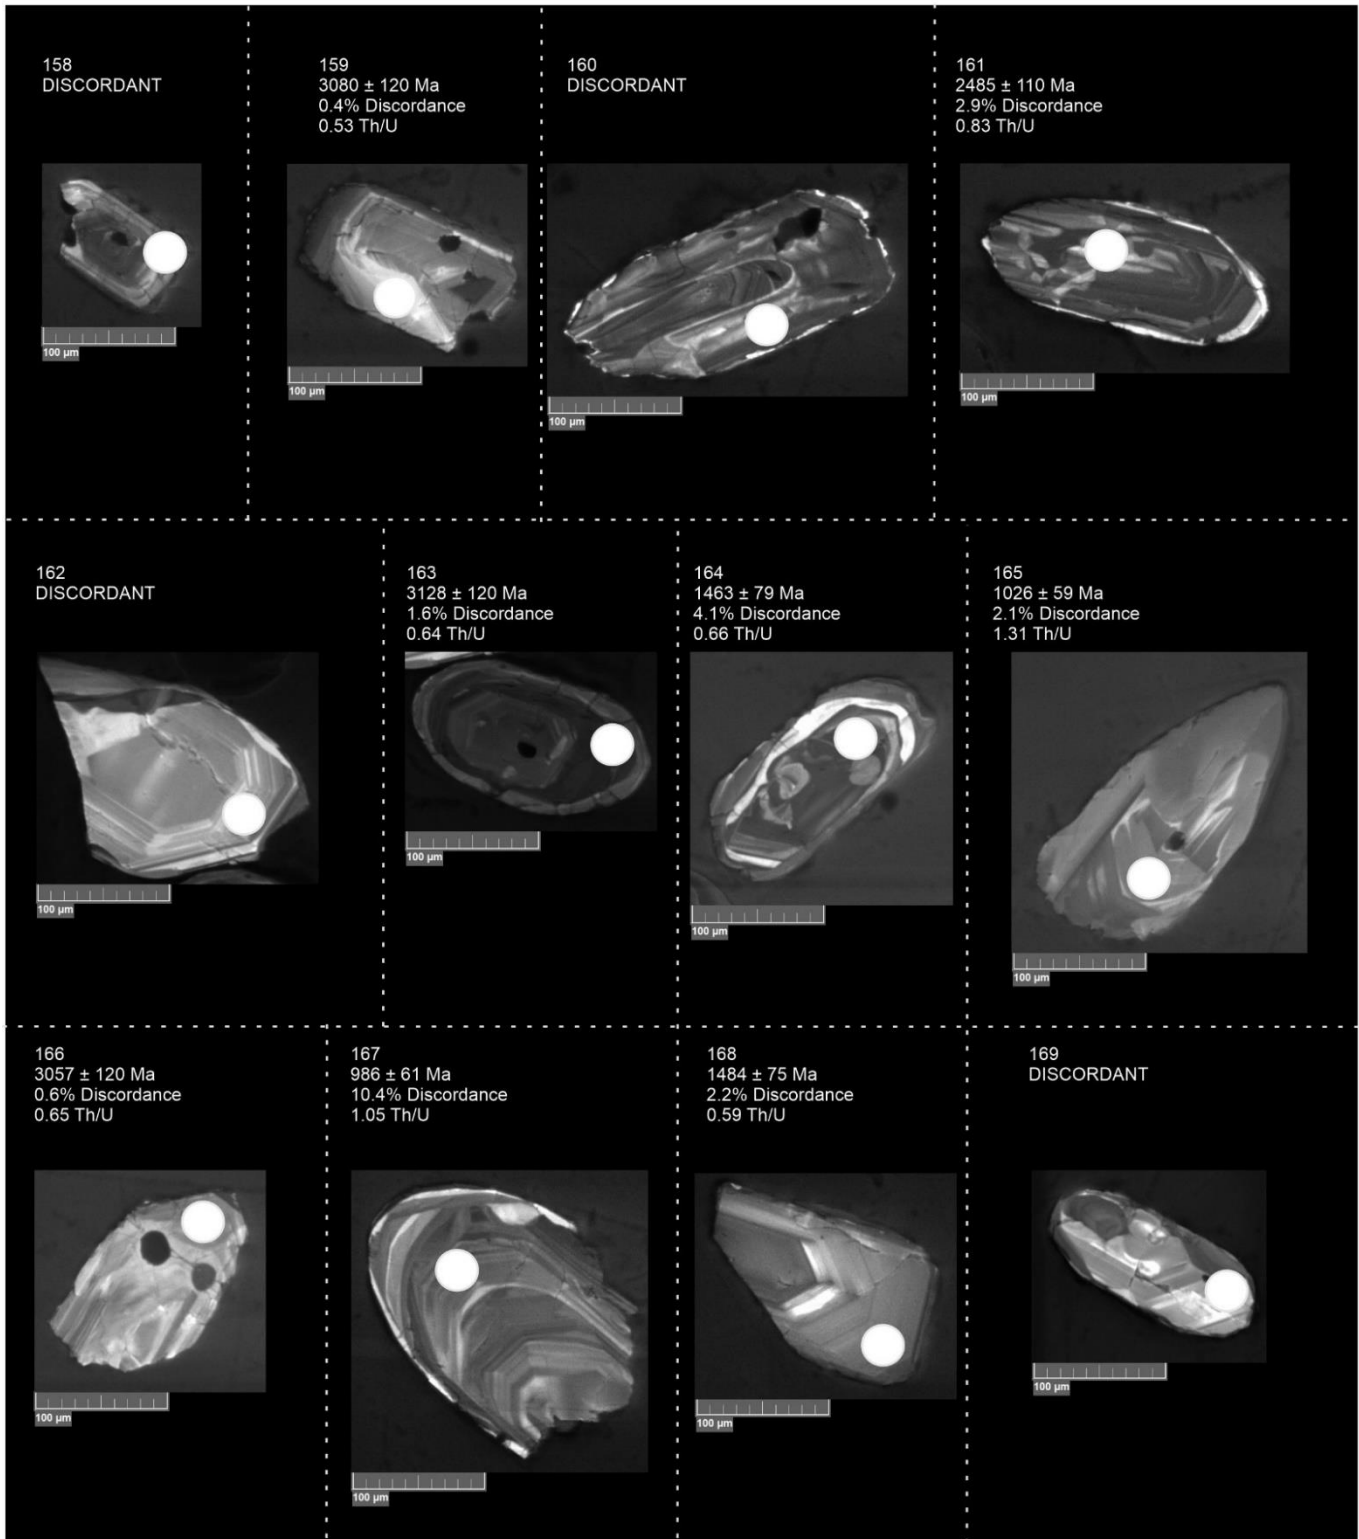 158
DISCORDANT
159
3080 ± 120 Ma
0.4% Discordance
0.53 Th/U
160
DISCORDANT
161
2485 ± 110 Ma
2.9% Discordance
0.83 Th/U
100 µm
100 µm
100 µm
100 µm
162
DISCORDANT
163
3128 ± 120 Ma
1.6% Discordance
0.64 Th/U
164
1463 ± 79 Ma
4.1% Discordance
0.66 Th/U
165
1026 ± 59 Ma
2.1% Discordance
1.31 Th/U
100 µm
100 µm
100 µm
100 µm
166
3057 ± 120 Ma
0.6% Discordance
0.65 Th/U
167
986 ± 61 Ma
10.4% Discordance
1.05 Th/U
168
1484 ± 75 Ma
2.2% Discordance
0.59 Th/U
169
DISCORDANT
100 µm
100 µm
100 µm
100 µm